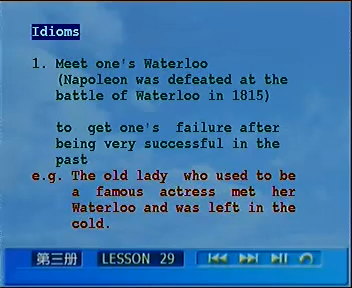 Idioms
1. Meet one's Waterloo
(Napoleon was defeated at the
battle of Waterloo in 1815)
to get one's failure after
being very successful in the
past
e.g. The old lady who used to be
a famous actress met her
Waterloo and was left in the
cold.
第三册 LESSON 29